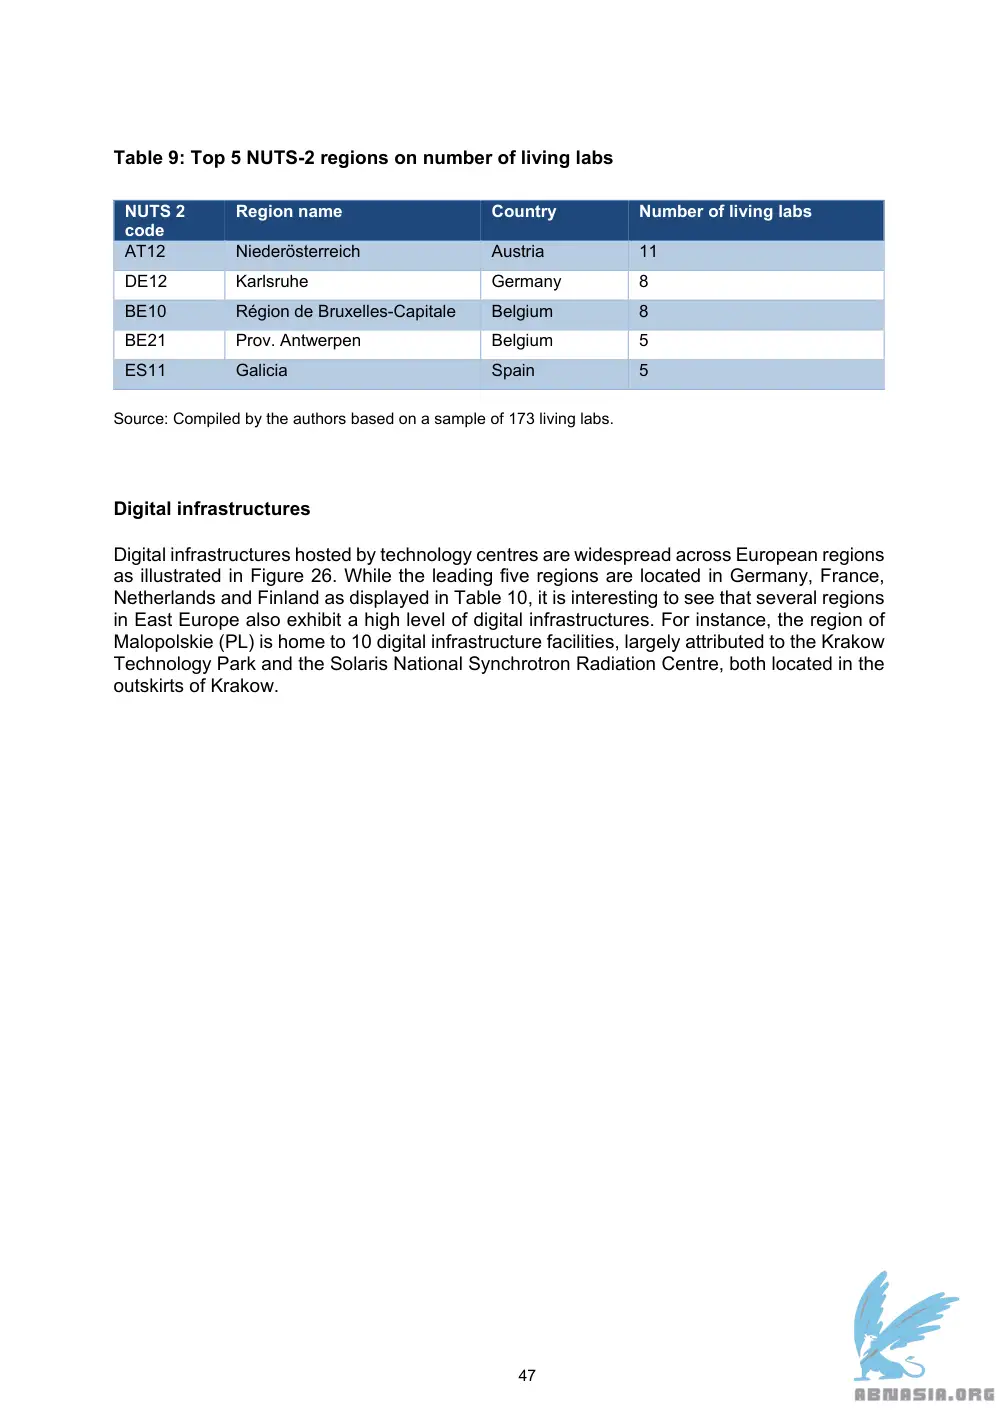 Table 9: Top 5 NUTS-2 regions on number of living labs
NUTS 2 code Region name Country Number of living labs
AT12 Niederösterreich Austria 11
DE12 Karlsruhe Germany 8
BE10 Région de Bruxelles-Capitale Belgium 8
BE21 Prov. Antwerpen Belgium 5
ES11 Galicia Spain 5
Source: Compiled by the authors based on a sample of 173 living labs.
Digital infrastructures
Digital infrastructures hosted by technology centres are widespread across European regions
as illustrated in Figure 26. While the leading five regions are located in Germany, France,
Netherlands and Finland as displayed in Table 10, it is interesting to see that several regions
in East Europe also exhibit a high level of digital infrastructures. For instance, the region of
Malopolskie (PL) is home to 10 digital infrastructure facilities, largely attributed to the Krakow
Technology Park and the Solaris National Synchrotron Radiation Centre, both located in the
outskirts of Krakow.
47
ABNASIA.ORG